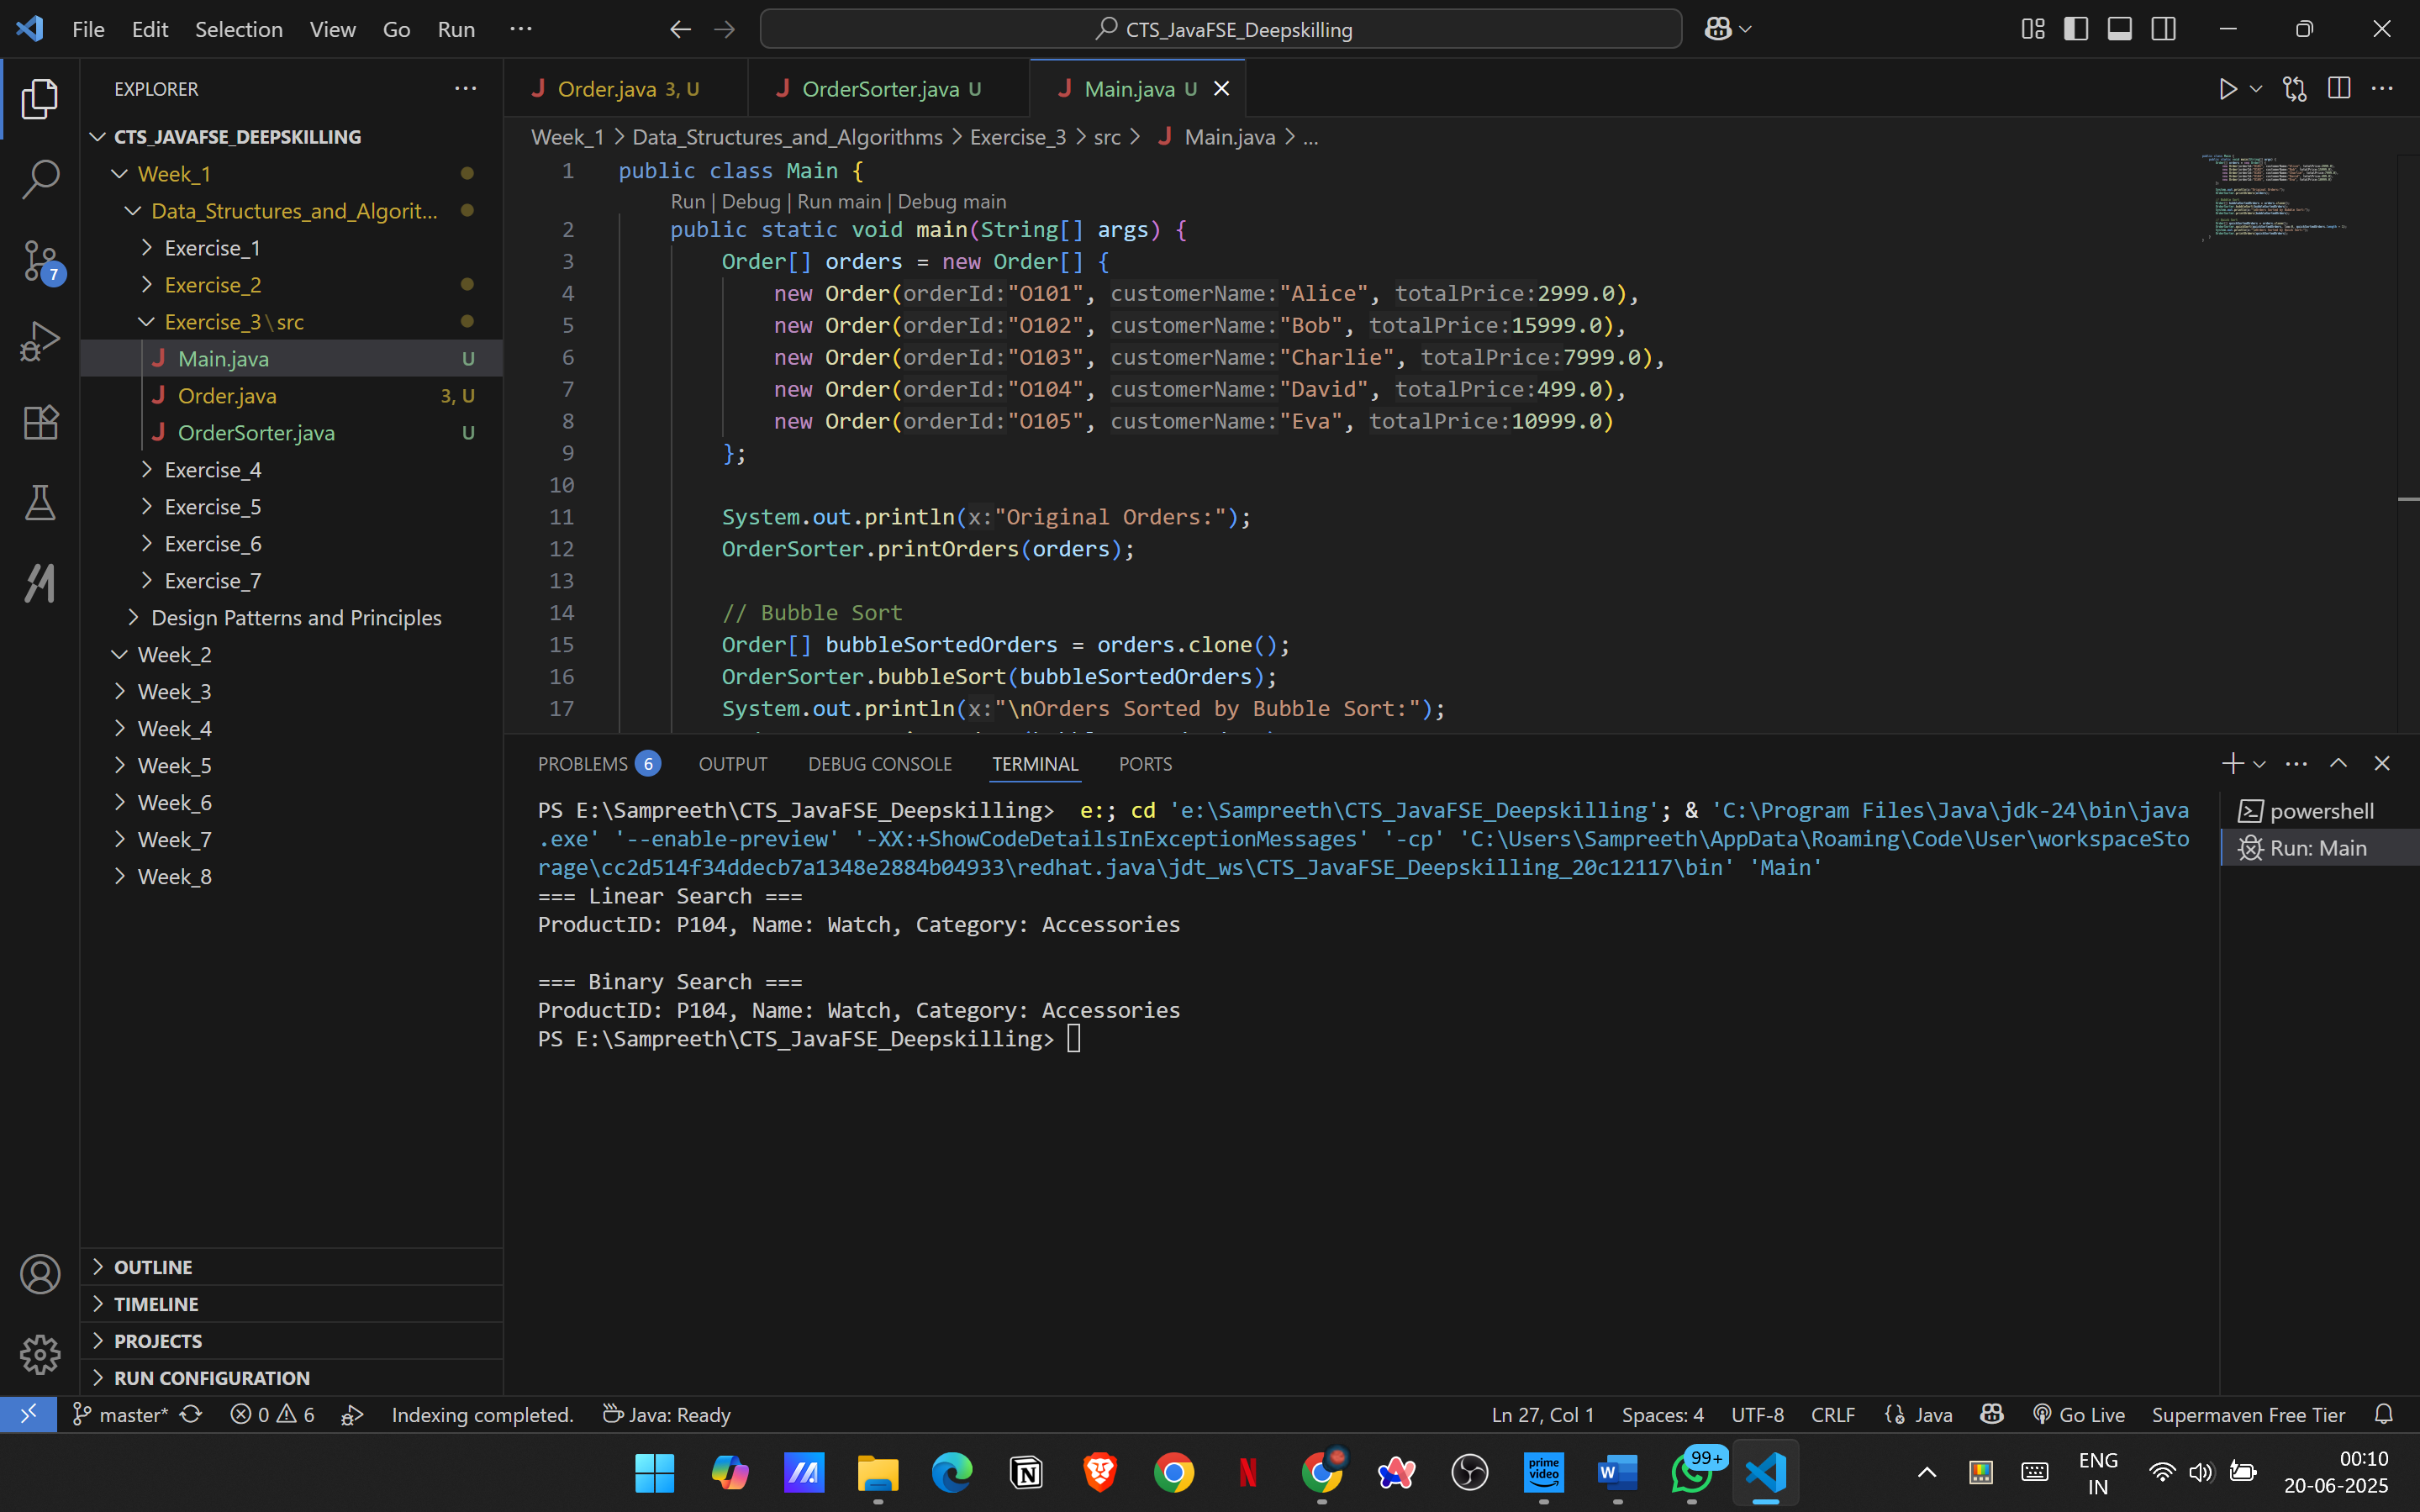 File Edit Selection View Go Run ···
CTS_JavaFSE_Deepskilling
EXPLORER
CTS_JAVAFSE_DEEPSKILLING
Week_1
Data_Structures_and_Algorit...
Exercise_1
Exercise_2
Exercise_3\src
Main.java U
Order.java 3, U
OrderSorter.java U
Exercise_4
Exercise_5
Exercise_6
Exercise_7
Design Patterns and Principles
Week_2
Week_3
Week_4
Week_5
Week_6
Week_7
Week_8
OUTLINE
TIMELINE
PROJECTS
RUN CONFIGURATION
7
Order.java 3, U
OrderSorter.java U
Main.java U
Week_1 > Data_Structures_and_Algorithms > Exercise_3 > src > Main.java > ...
1 public class Main {
Run | Debug | Run main | Debug main
2 public static void main(String[] args) {
3 Order[] orders = new Order[] {
4 new Order(orderId:"O101", customerName:"Alice", totalPrice:2999.0),
5 new Order(orderId:"O102", customerName:"Bob", totalPrice:15999.0),
6 new Order(orderId:"O103", customerName:"Charlie", totalPrice:7999.0),
7 new Order(orderId:"O104", customerName:"David", totalPrice:499.0),
8 new Order(orderId:"O105", customerName:"Eva", totalPrice:10999.0)
9 };
10
11 System.out.println(x:"Original Orders:");
12 OrderSorter.printOrders(orders);
13
14 // Bubble Sort
15 Order[] bubbleSortedOrders = orders.clone();
16 OrderSorter.bubbleSort(bubbleSortedOrders);
17 System.out.println(x:"\nOrders Sorted by Bubble Sort:");
PROBLEMS 6 OUTPUT DEBUG CONSOLE TERMINAL PORTS
PS E:\Sampreeth\CTS_JavaFSE_Deepskilling>  e:; cd 'e:\Sampreeth\CTS_JavaFSE_Deepskilling'; & 'C:\Program Files\Java\jdk-24\bin\java
.exe' '--enable-preview' '-XX:+ShowCodeDetailsInExceptionMessages' '-cp' 'C:\Users\Sampreeth\AppData\Roaming\Code\User\workspaceSto
rage\cc2d514f34ddecb7a1348e2884b04933\redhat.java\jdt_ws\CTS_JavaFSE_Deepskilling_20c12117\bin' 'Main'
=== Linear Search ===
ProductID: P104, Name: Watch, Category: Accessories
=== Binary Search ===
ProductID: P104, Name: Watch, Category: Accessories
PS E:\Sampreeth\CTS_JavaFSE_Deepskilling>
powershell
Run: Main
master* 0 6 Indexing completed. Java: Ready
Ln 27, Col 1 Spaces: 4 UTF-8 CRLF Java Go Live Supermaven Free Tier
prime video
99+
ENG
IN
00:10
20-06-2025